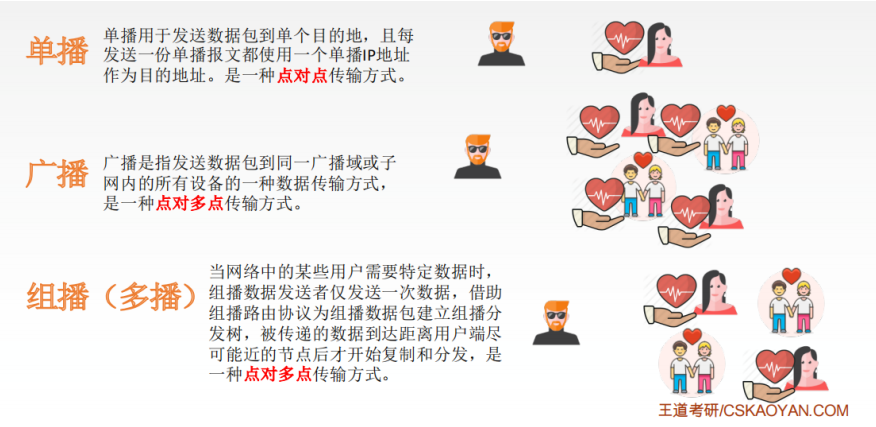 单播
单播用于发送数据包到单个目的地，且每
发送一份单播报文都使用一个单播IP地址
作为目的地址。是一种点对点传输方式。
广播
广播是指发送数据包到同一广播域或子
网内的所有设备的一种数据传输方式，
是一种点对多点传输方式。
组播（多播）
当网络中的某些用户需要特定数据时，
组播数据发送者仅发送一次数据，借助
组播路由协议为组播数据包建立组播分
发树，被传递的数据到达距离用户端尽
可能近的节点后才开始复制和分发，是
一种点对多点传输方式。
王道考研/CSKAOYAN.COM